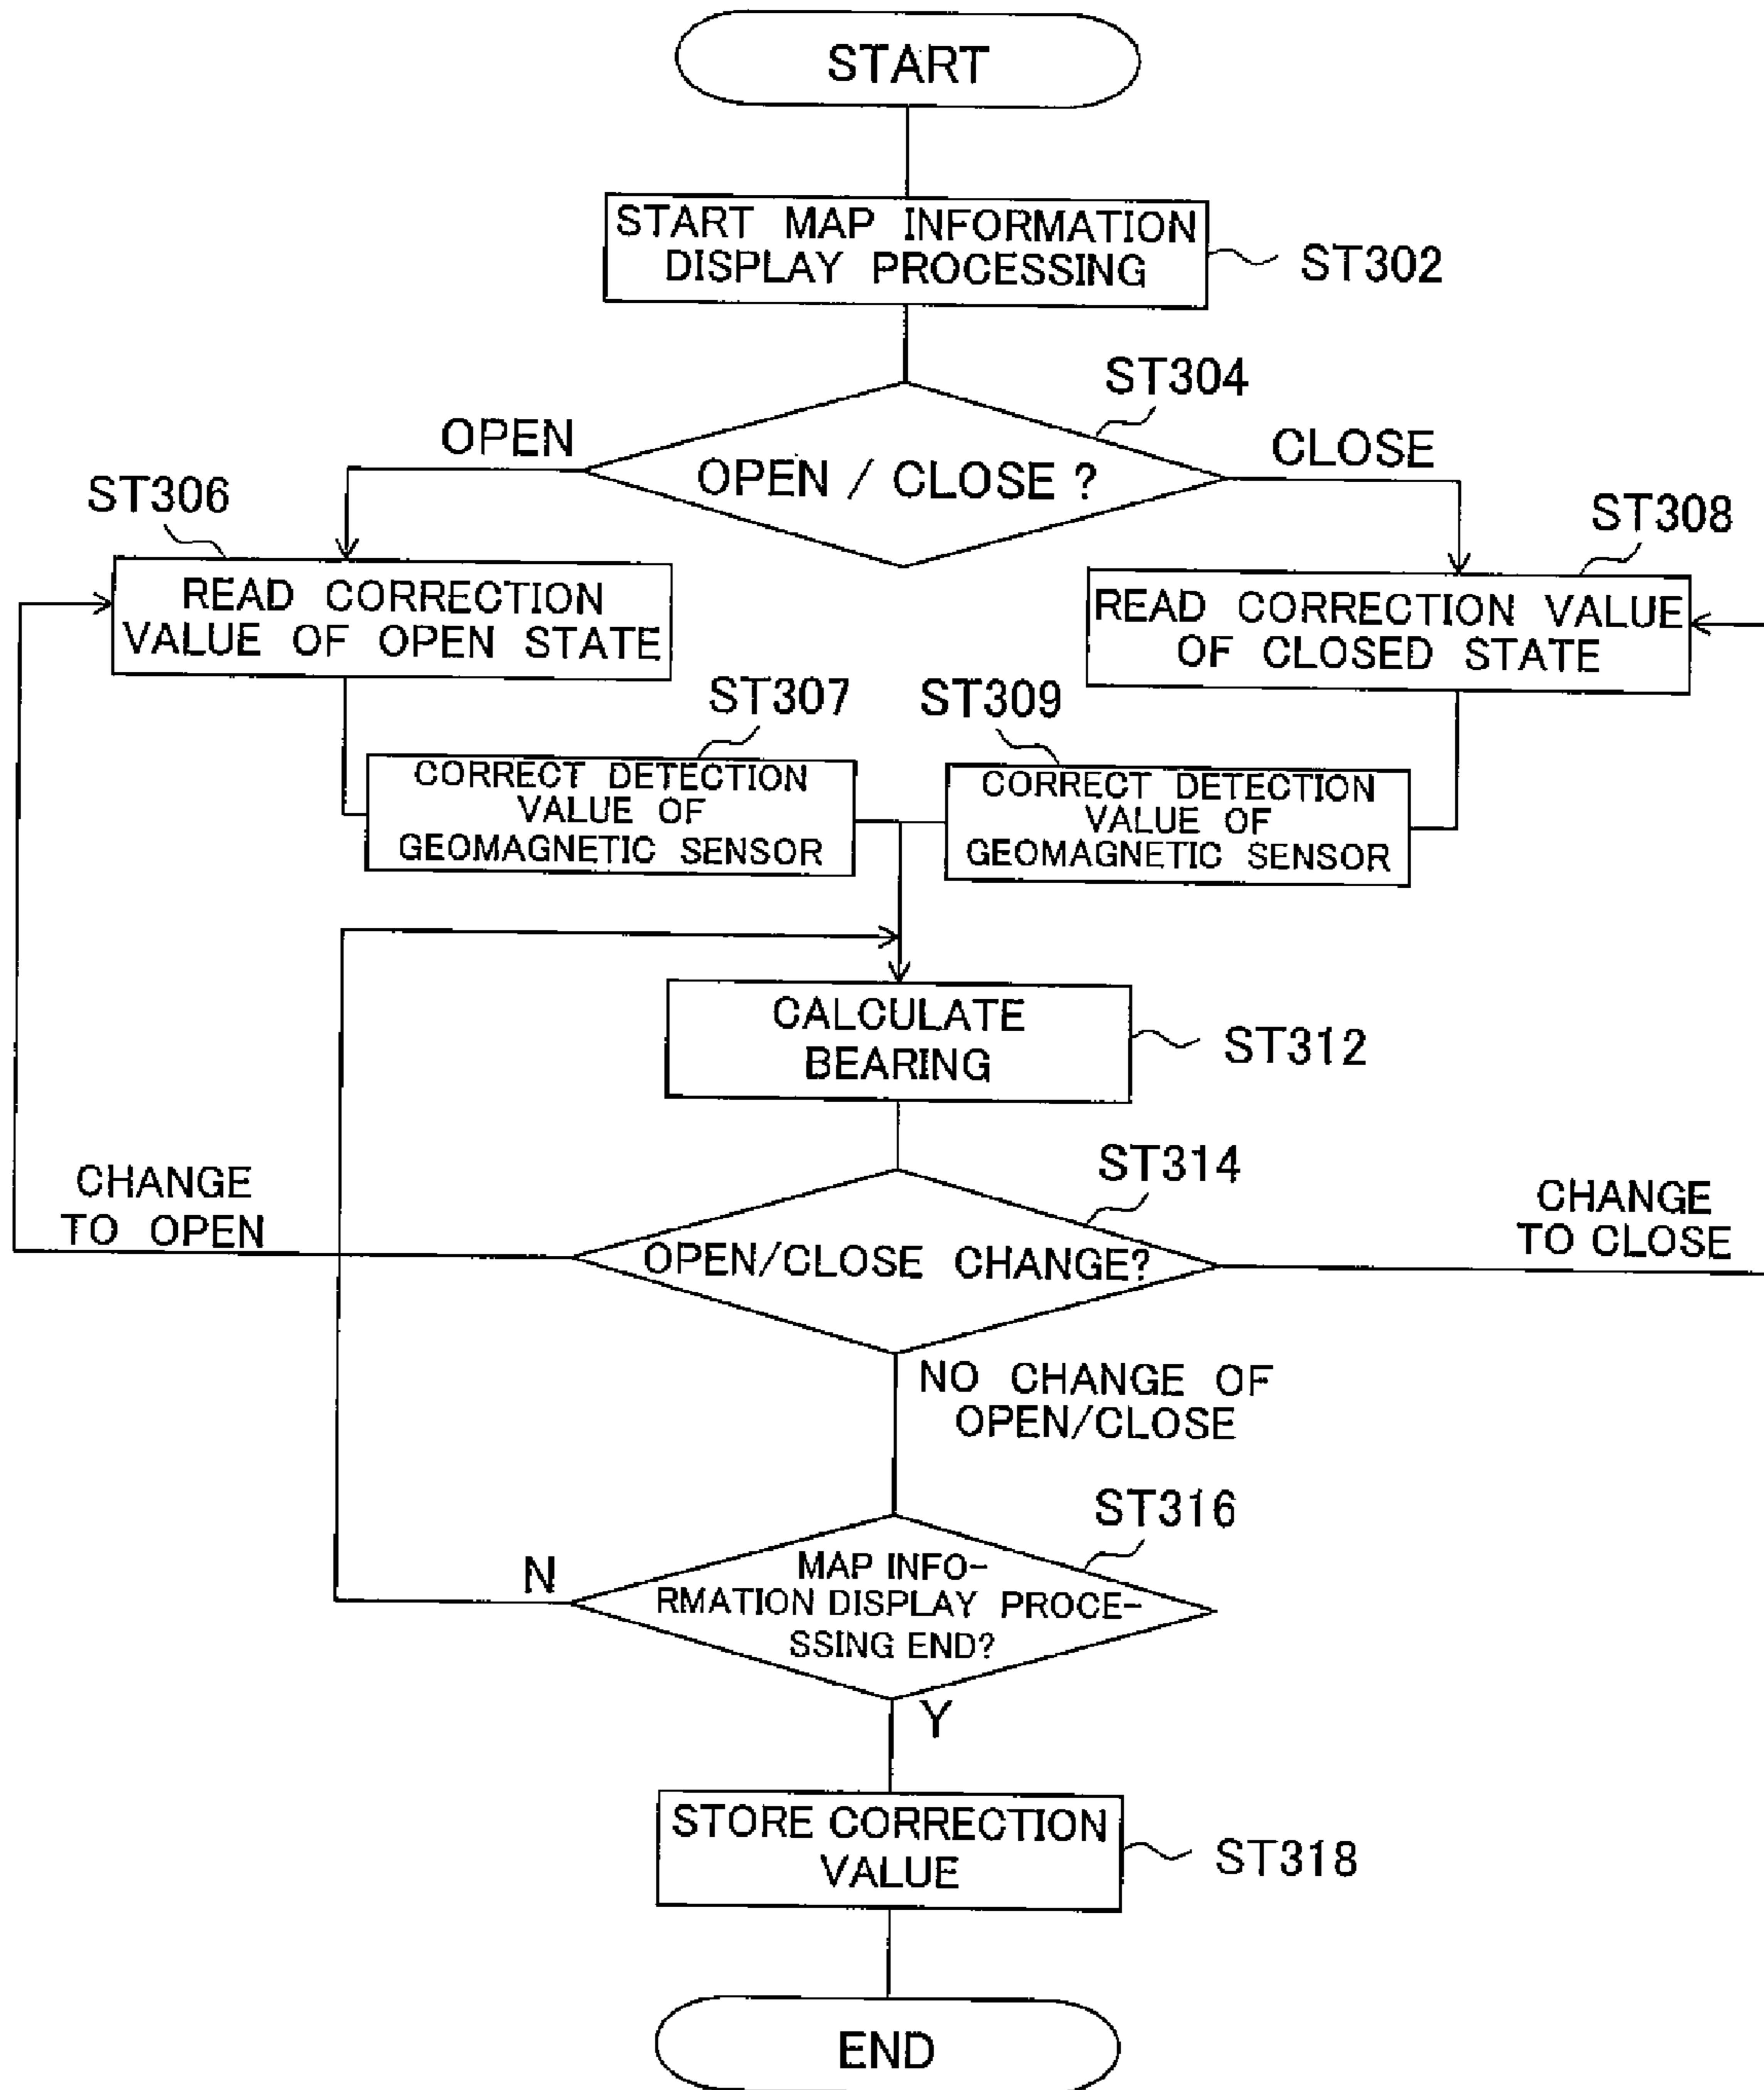 START
START MAP INFORMATION
DISPLAY PROCESSING
ST302
ST304
OPEN
OPEN / CLOSE ?
CLOSE
ST306
READ CORRECTION
VALUE OF OPEN STATE
ST308
READ CORRECTION VALUE
OF CLOSED STATE
ST307
CORRECT DETECTION
VALUE OF
GEOMAGNETIC SENSOR
ST309
CORRECT DETECTION
VALUE OF
GEOMAGNETIC SENSOR
CALCULATE
BEARING
ST312
ST314
CHANGE
TO OPEN
OPEN/CLOSE CHANGE?
CHANGE
TO CLOSE
NO CHANGE OF
OPEN/CLOSE
ST316
N
MAP INFO-
RMATION DISPLAY PROCE-
SSING END?
Y
STORE CORRECTION
VALUE
ST318
END